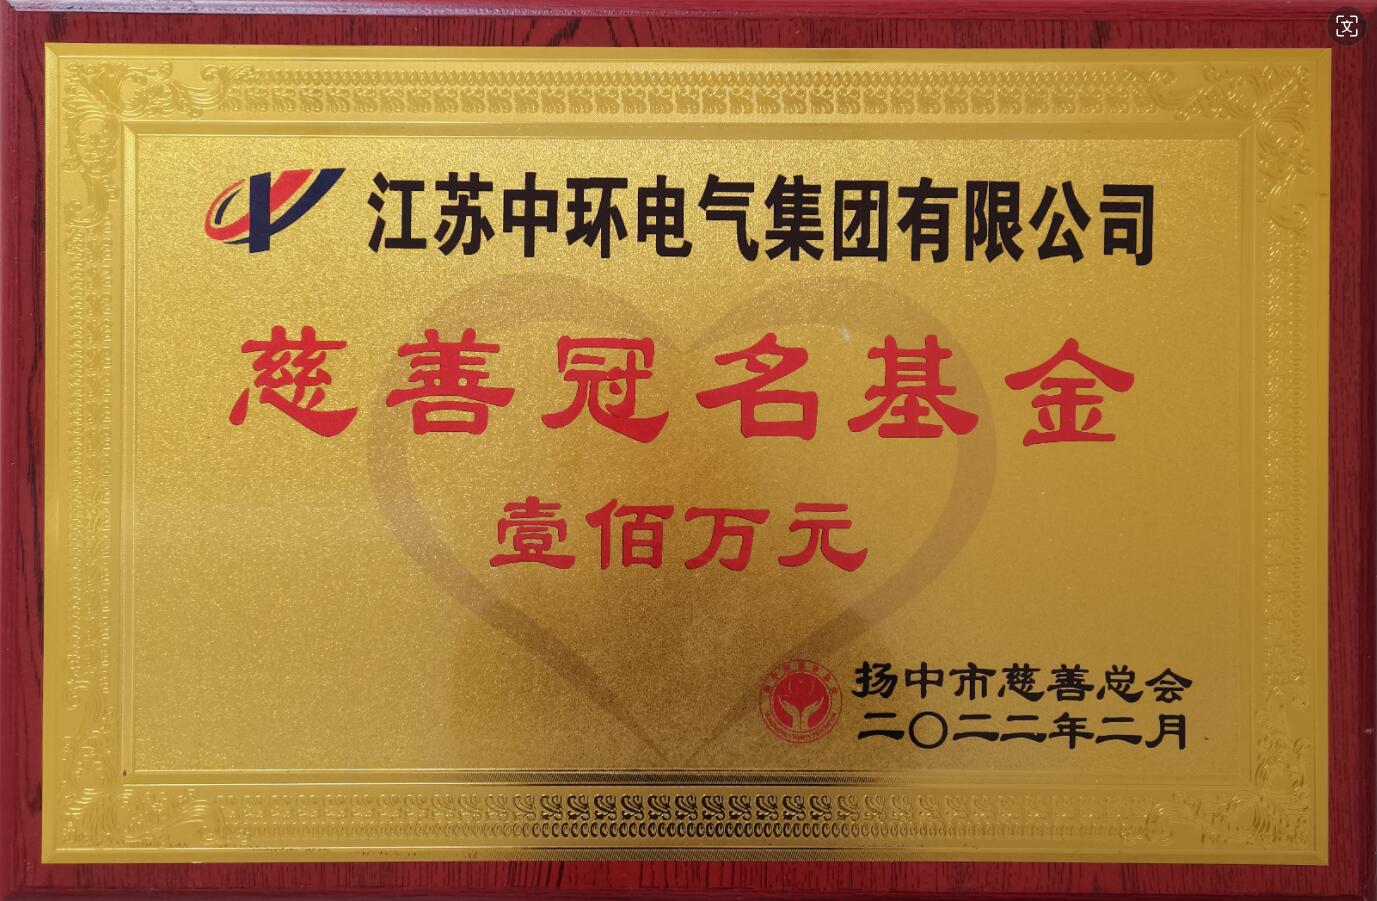 江苏中环电气集团有限公司
慈善冠名基金
壹佰万元
扬中市慈善总会
二〇二二年二月